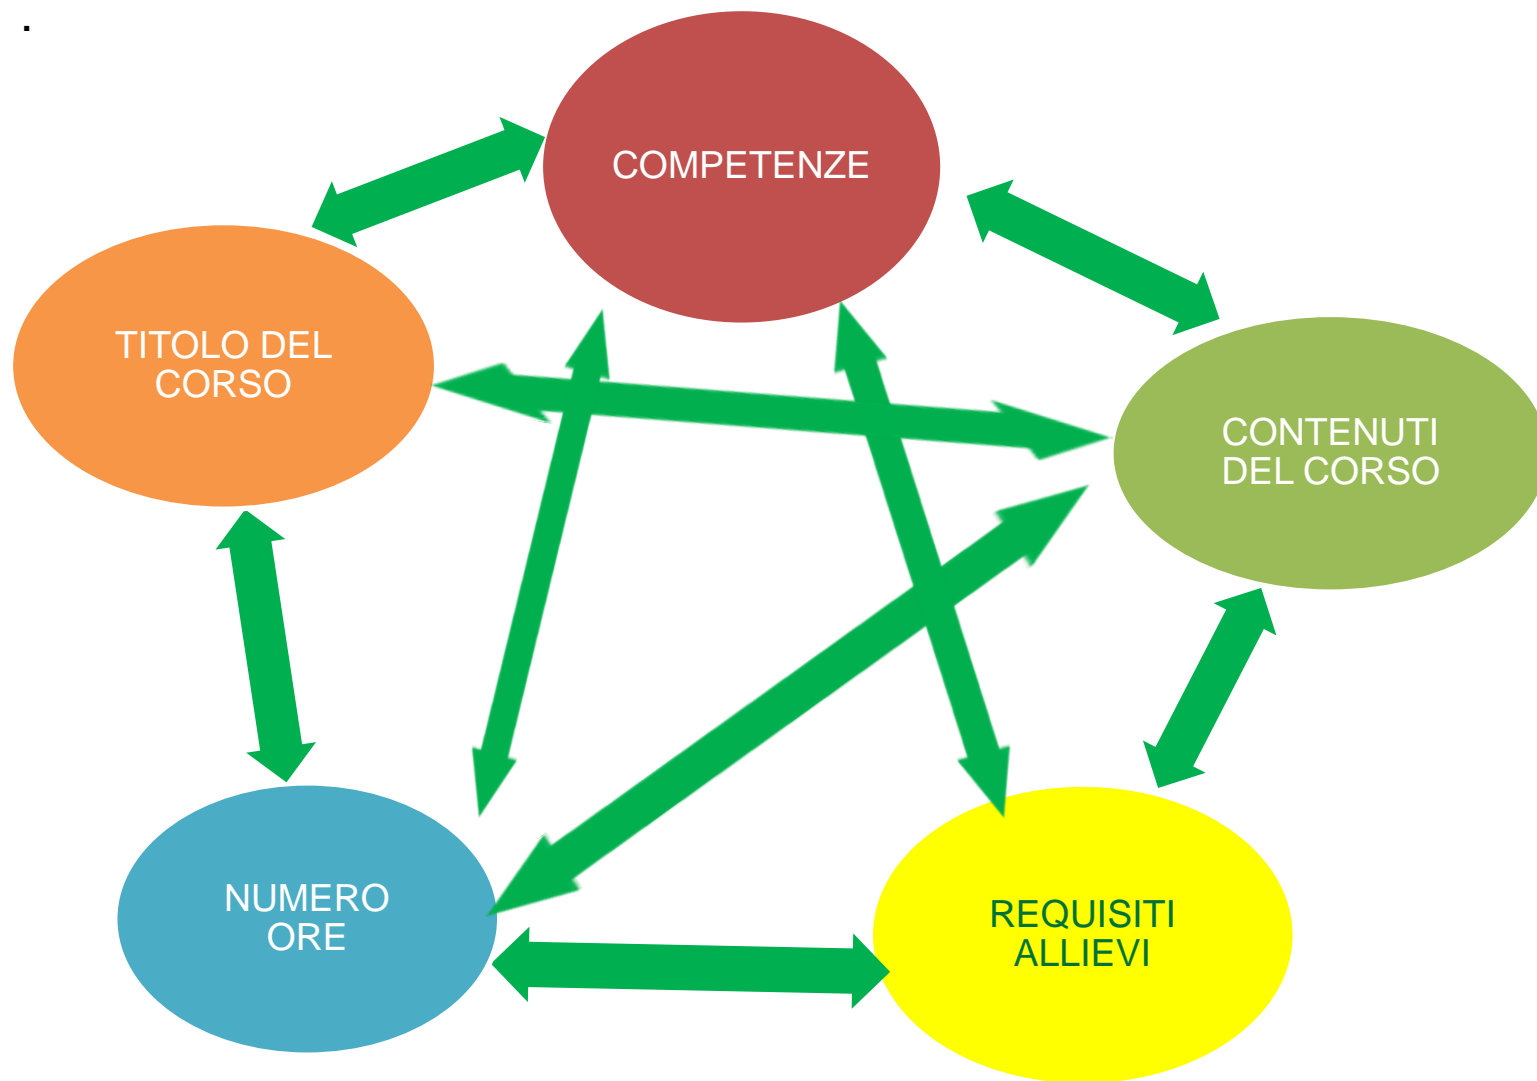 .
COMPETENZE
TITOLO DEL
CORSO
CONTENUTI
DEL CORSO
NUMERO
ORE
REQUISITI
ALLIEVI